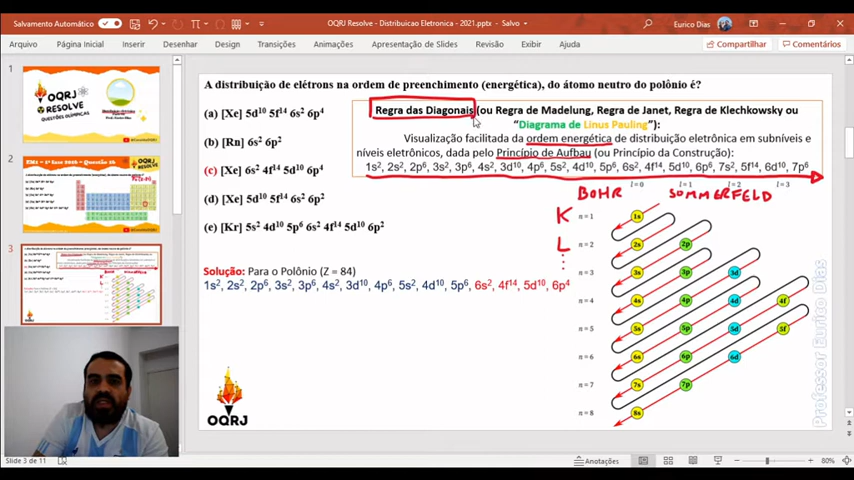 Salvamento Automático
OQRJ Resolve - Distribuicao Eletronica - 2021.pptx - Salvo
Eurico Dias
Arquivo
Página Inicial
Inserir
Desenhar
Design
Transições
Animações
Apresentação de Slides
Revisão
Exibir
Ajuda
Compartilhar
Comentários
1
OQRJ
RESOLVE
QUESTÕES OLÍMPICAS
2
3
A distribuição de elétrons na ordem de preenchimento (energética), do átomo neutro do polônio é?
(a) [Xe] 5d10 5f14 6s2 6p4
(b) [Rn] 6s2 6p2
(c) [Xe] 6s2 4f14 5d10 6p4
(d) [Xe] 5d10 5f14 6s2 6p2
(e) [Kr] 5s2 4d10 5p6 6s2 4f14 5d10 6p2
Regra das Diagonais (ou Regra de Madelung, Regra de Janet, Regra de Klechkowsky ou
“Diagrama de Linus Pauling”):
Visualização facilitada da ordem energética de distribuição eletrônica em subníveis e
níveis eletrônicos, dada pelo Princípio de Aufbau (ou Princípio da Construção):
1s2, 2s2, 2p6, 3s2, 3p6, 4s2, 3d10, 4p6, 5s2, 4d10, 5p6, 6s2, 4f14, 5d10, 6p6, 7s2, 5f14, 6d10, 7p6
BOHR
SOMMERFELD
l = 0
l = 1
l = 2
l = 3
K n = 1 1s
L n = 2 2s 2p
n = 3 3s 3p 3d
n = 4 4s 4p 4d 4f
n = 5 5s 5p 5d 5f
n = 6 6s 6p 6d
n = 7 7s 7p
n = 8 8s
Solução: Para o Polônio (Z = 84)
1s2, 2s2, 2p6, 3s2, 3p6, 4s2, 3d10, 4p6, 5s2, 4d10, 5p6, 6s2, 4f14, 5d10, 6p4
OQRJ
Professor Eurico Dias
Slide 3 de 11
Anotações
80%